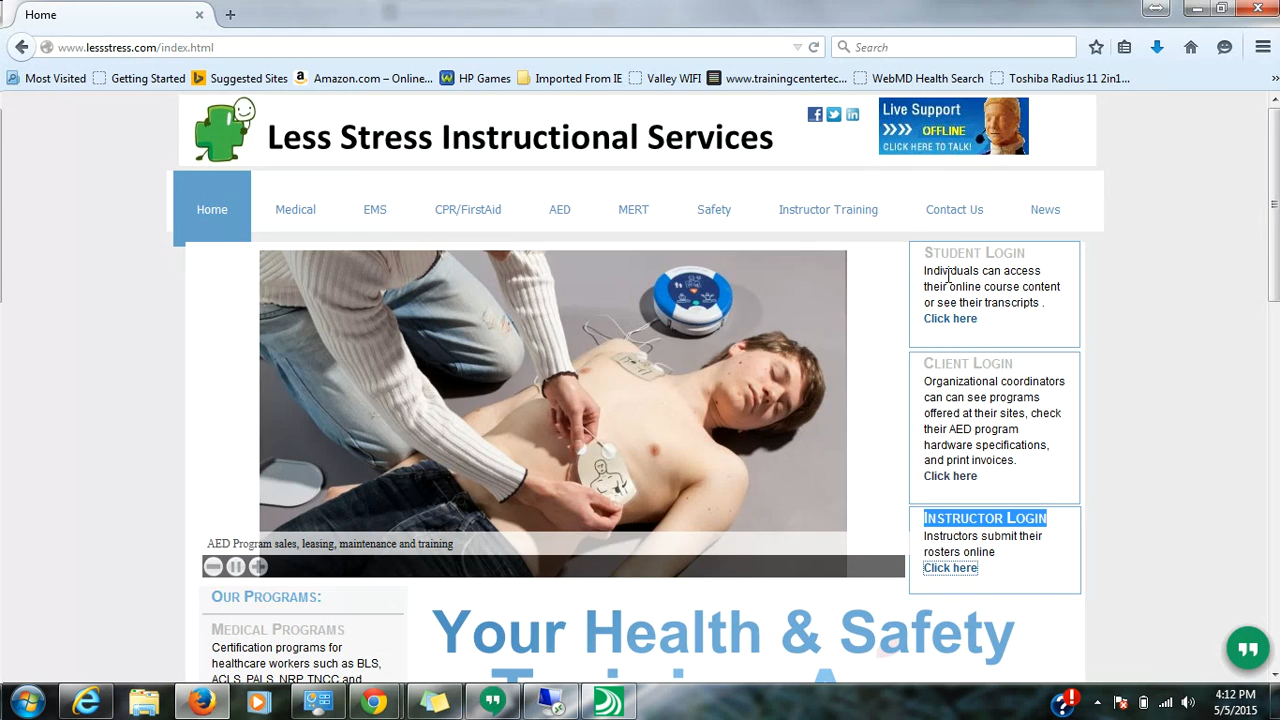 Home
www.lessstress.com/index.html
Search
Most Visited Getting Started Suggested Sites Amazon.com – Online... HP Games Imported From IE Valley WIFI www.trainingcentertec... WebMD Health Search Toshiba Radius 11 2in1...
Less Stress Instructional Services
Live Support
OFFLINE
CLICK HERE TO TALK!
Home Medical EMS CPR/FirstAid AED MERT Safety Instructor Training Contact Us News
STUDENT LOGIN
Individuals can access
their online course content
or see their transcripts .
Click here
CLIENT LOGIN
Organizational coordinators
can can see programs
offered at their sites, check
their AED program
hardware specifications,
and print invoices.
Click here
INSTRUCTOR LOGIN
Instructors submit their
rosters online
Click here
AED Program sales, leasing, maintenance and training
OUR PROGRAMS:
MEDICAL PROGRAMS
Certification programs for
healthcare workers such as BLS,
ACLS, PALS, NRP, TNCC and
Your Health & Safety
4:12 PM
5/5/2015